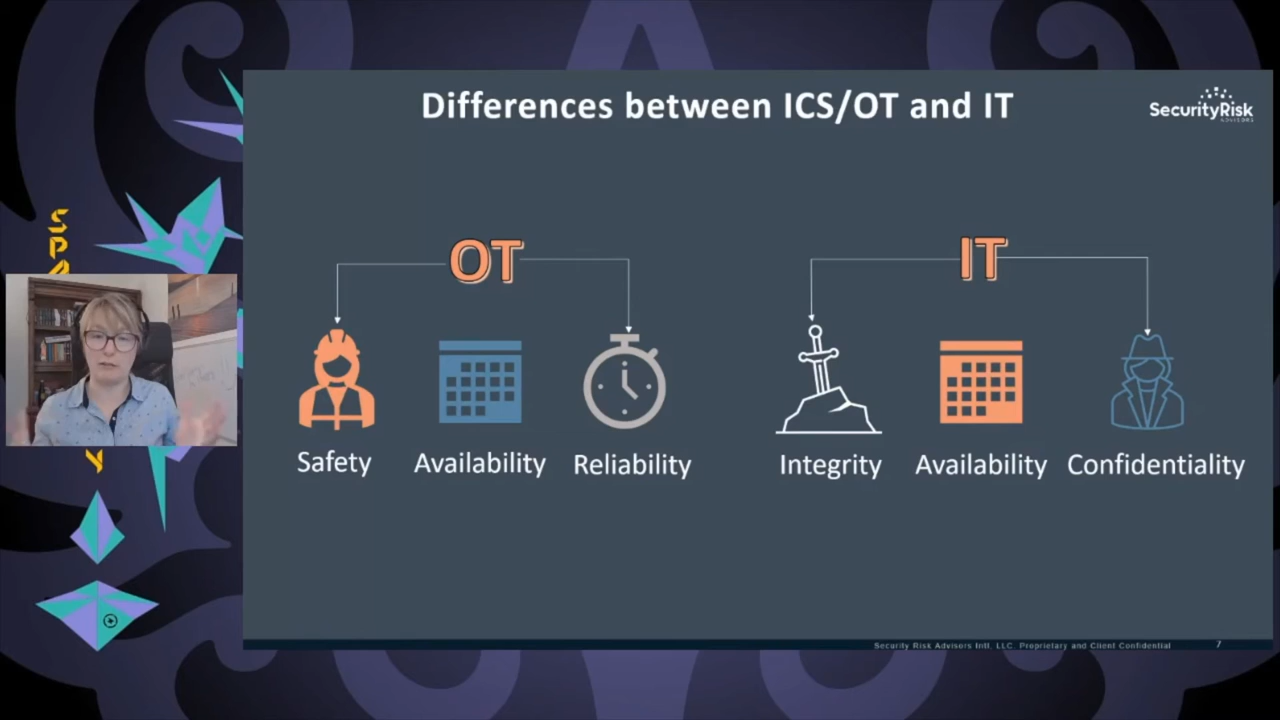 Differences between ICS/OT and IT
SecurityRisk
ADVISORS
OT
IT
Safety
Availability
Reliability
Integrity
Availability
Confidentiality
Security Risk Advisors Intl, LLC. Proprietary and Client Confidential
7